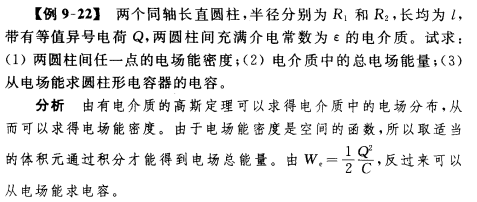 【例 9-22】 两个同轴长直圆柱,半径分别为 R₁ 和 R₂,长均为 l,
带有等值异号电荷 Q,两圆柱间充满介电常数为 ε 的电介质。试求:
(1) 两圆柱间任一点的电场能密度;(2) 电介质中的总电场能量;(3)
从电场能求圆柱形电容器的电容。
分析 由有电介质的高斯定理可以求得电介质中的电场分布,从
而可以求得电场能密度。由于电场能密度是空间的函数,所以取适当
的体积元通过积分才能得到电场总能量。由 Wₑ = 1/2 Q²/C,反过来可以
从电场能求电容。